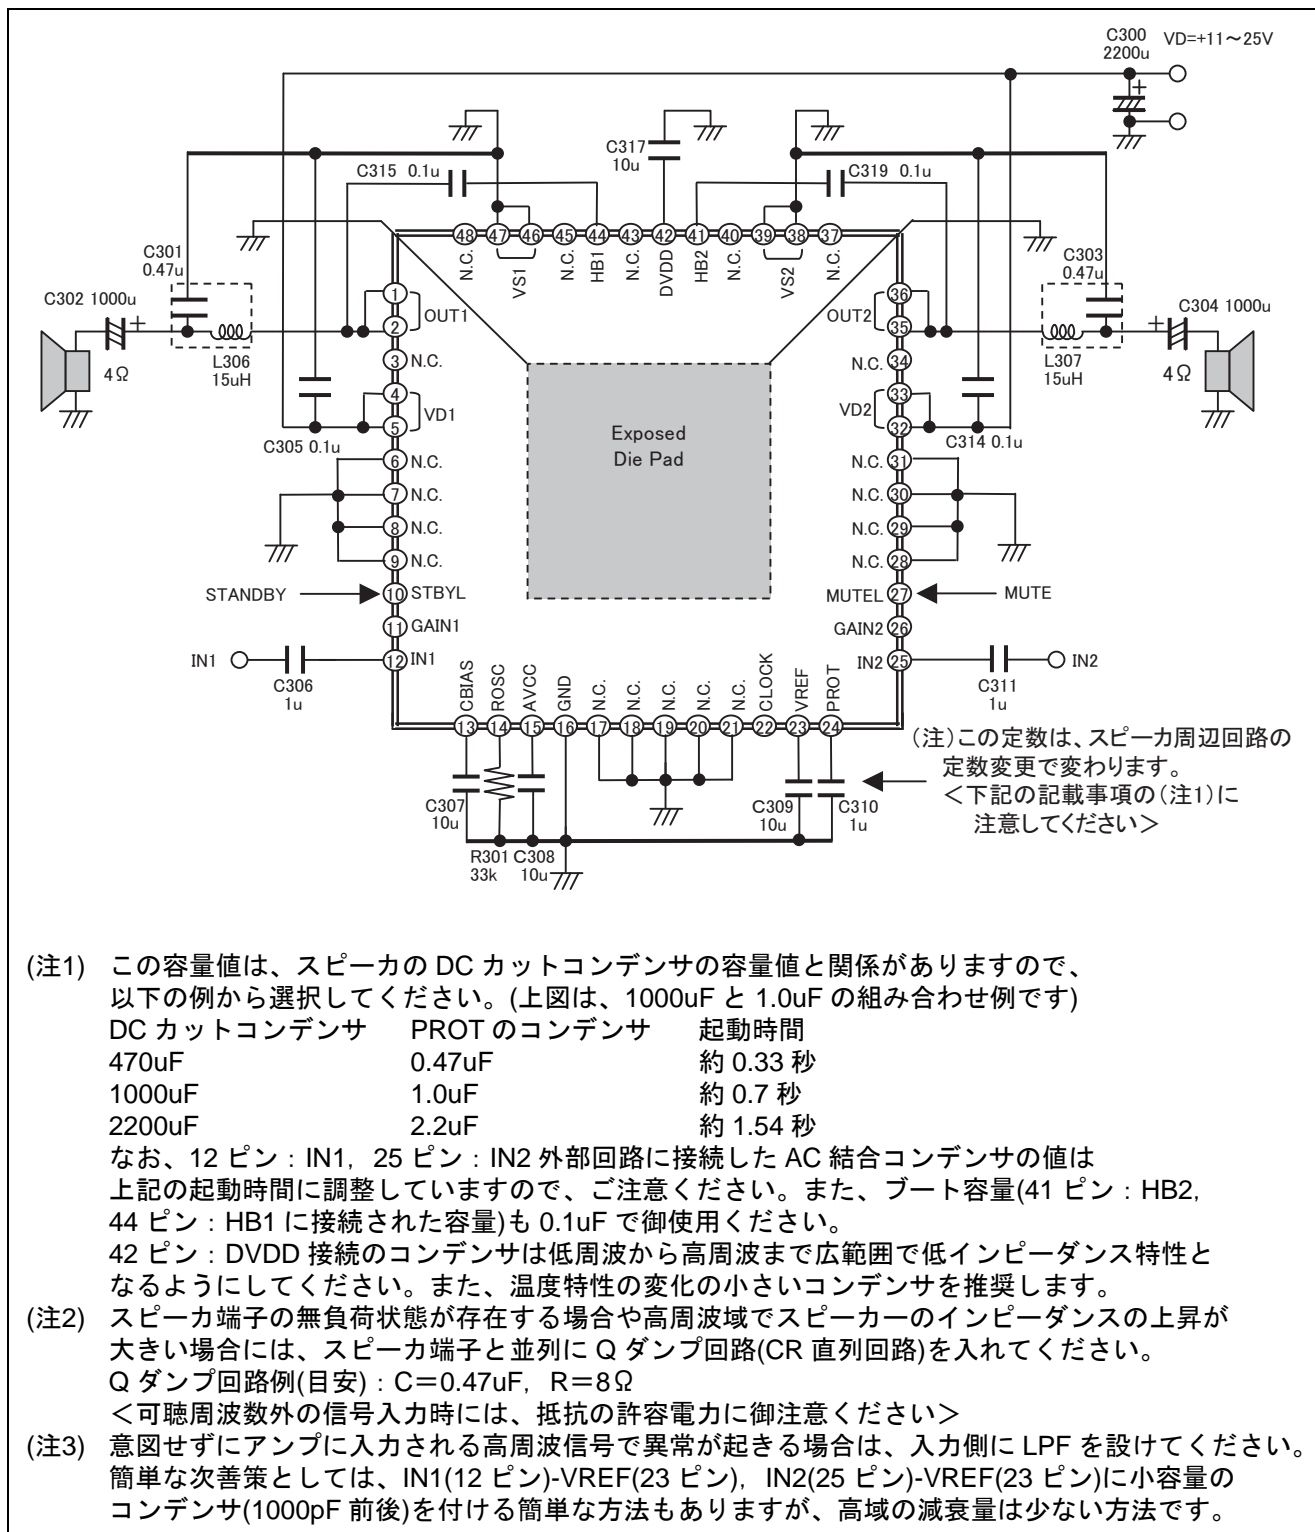 C300 VD=+11～25V
2200u
C317
10u
C315 0.1u
C319 0.1u
C301
0.47u
C303
0.47u
C302 1000u
C304 1000u
48 47 46 45 44 43 42 41 40 39 38 37
N.C. VS1 N.C. HB1 N.C. DVDD HB2 N.C. VS2 N.C.
1
2
OUT1
3 N.C.
4
5
VD1
6 N.C.
7 N.C.
8 N.C.
9 N.C.
10 STBYL
11 GAIN1
12 IN1
OUT2
36
35
N.C. 34
VD2
33
32
N.C. 31
N.C. 30
N.C. 29
N.C. 28
MUTEL 27
GAIN2 26
IN2 25
L306
15uH
L307
15uH
4Ω
4Ω
C305 0.1u
C314 0.1u
Exposed
Die Pad
STANDBY
MUTE
IN1
IN2
C306
1u
C311
1u
CBIAS ROSC AVCC GND N.C. N.C. N.C. N.C. N.C. CLOCK VREF PROT
13 14 15 16 17 18 19 20 21 22 23 24
C307
10u
R301
33k
C308
10u
C309
10u
C310
1u
(注)この定数は、スピーカ周辺回路の
定数変更で変わります。
＜下記の記載事項の(注1)に
注意してください＞
(注1) この容量値は、スピーカの DC カットコンデンサの容量値と関係がありますので、
以下の例から選択してください。(上図は、1000uF と 1.0uF の組み合わせ例です)
DC カットコンデンサ PROT のコンデンサ 起動時間
470uF 0.47uF 約 0.33 秒
1000uF 1.0uF 約 0.7 秒
2200uF 2.2uF 約 1.54 秒
なお、12 ピン：IN1，25 ピン：IN2 外部回路に接続した AC 結合コンデンサの値は
上記の起動時間に調整していますので、ご注意ください。また、ブート容量(41 ピン：HB2，
44 ピン：HB1 に接続された容量)も 0.1uF で御使用ください。
42 ピン：DVDD 接続のコンデンサは低周波から高周波まで広範囲で低インピーダンス特性と
なるようにしてください。また、温度特性の変化の小さいコンデンサを推奨します。
(注2) スピーカ端子の無負荷状態が存在する場合や高周波域でスピーカーのインピーダンスの上昇が
大きい場合には、スピーカ端子と並列に Q ダンプ回路(CR 直列回路)を入れてください。
Q ダンプ回路例(目安)：C＝0.47uF，R＝8Ω
＜可聴周波数外の信号入力時には、抵抗の許容電力に御注意ください＞
(注3) 意図せずにアンプに入力される高周波信号で異常が起きる場合は、入力側に LPF を設けてください。
簡単な次善策としては、IN1(12 ピン)-VREF(23 ピン)，IN2(25 ピン)-VREF(23 ピン)に小容量の
コンデンサ(1000pF 前後)を付ける簡単な方法もありますが、高域の減衰量は少ない方法です。